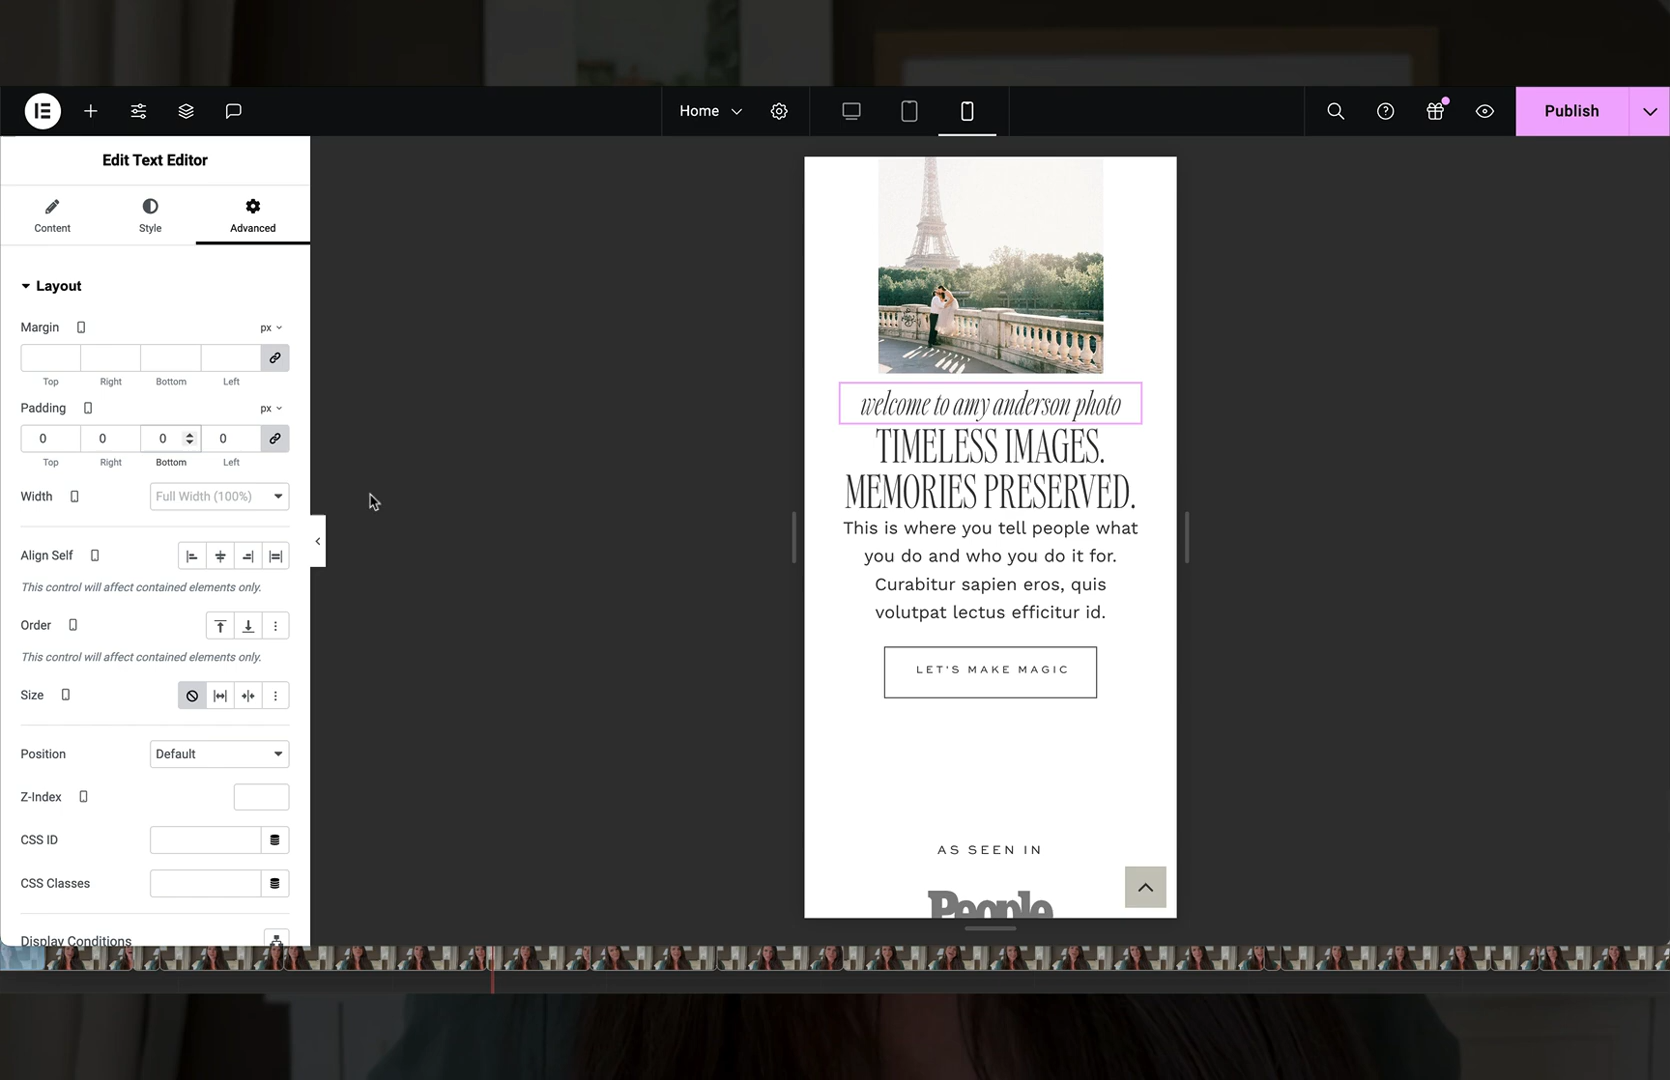 Home
Publish
Edit Text Editor
Content
Style
Advanced
Layout
Margin
px
Top
Right
Bottom
Left
Padding
px
0
0
0
0
Top
Right
Bottom
Left
Width
Full Width (100%)
Align Self
This control will affect contained elements only.
Order
This control will affect contained elements only.
Size
Position
Default
Z-Index
CSS ID
CSS Classes
Display Conditions
welcome to amy anderson photo
TIMELESS IMAGES.
MEMORIES PRESERVED.
This is where you tell people what
you do and who you do it for.
Curabitur sapien eros, quis
volutpat lectus efficitur id.
LET'S MAKE MAGIC
AS SEEN IN
People